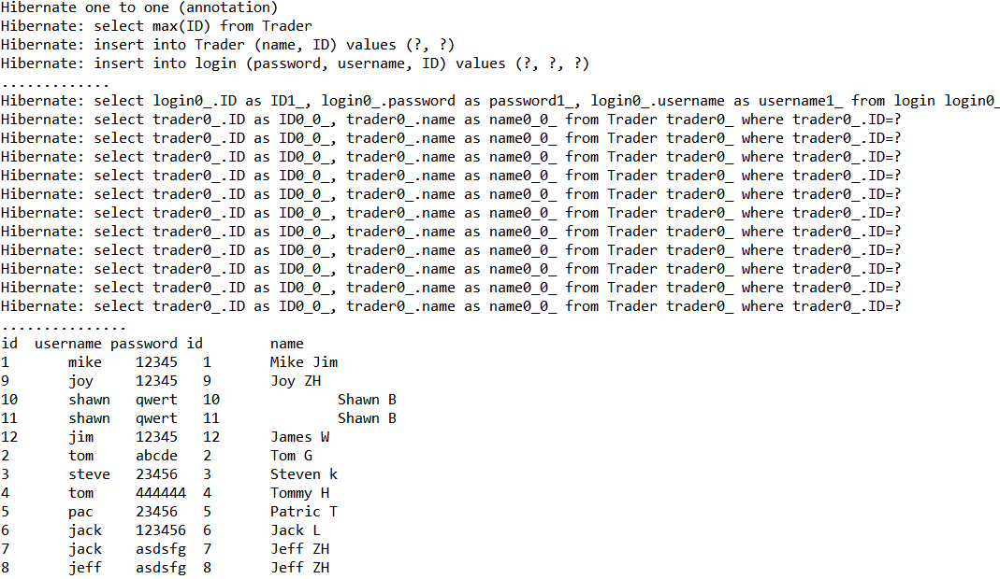 Hibernate one to one (annotation)
Hibernate: select max(ID) from Trader
Hibernate: insert into Trader (name, ID) values (?, ?)
Hibernate: insert into login (password, username, ID) values (?, ?, ?)
.............
Hibernate: select login0_.ID as ID1_, login0_.password as password1_, login0_.username as username1_ from login login0_
Hibernate: select trader0_.ID as ID0_0_, trader0_.name as name0_0_ from Trader trader0_ where trader0_.ID=?
Hibernate: select trader0_.ID as ID0_0_, trader0_.name as name0_0_ from Trader trader0_ where trader0_.ID=?
Hibernate: select trader0_.ID as ID0_0_, trader0_.name as name0_0_ from Trader trader0_ where trader0_.ID=?
Hibernate: select trader0_.ID as ID0_0_, trader0_.name as name0_0_ from Trader trader0_ where trader0_.ID=?
Hibernate: select trader0_.ID as ID0_0_, trader0_.name as name0_0_ from Trader trader0_ where trader0_.ID=?
Hibernate: select trader0_.ID as ID0_0_, trader0_.name as name0_0_ from Trader trader0_ where trader0_.ID=?
Hibernate: select trader0_.ID as ID0_0_, trader0_.name as name0_0_ from Trader trader0_ where trader0_.ID=?
Hibernate: select trader0_.ID as ID0_0_, trader0_.name as name0_0_ from Trader trader0_ where trader0_.ID=?
Hibernate: select trader0_.ID as ID0_0_, trader0_.name as name0_0_ from Trader trader0_ where trader0_.ID=?
Hibernate: select trader0_.ID as ID0_0_, trader0_.name as name0_0_ from Trader trader0_ where trader0_.ID=?
Hibernate: select trader0_.ID as ID0_0_, trader0_.name as name0_0_ from Trader trader0_ where trader0_.ID=?
...............
id username password id name
1 mike 12345 1 Mike Jim
9 joy 12345 9 Joy ZH
10 shawn qwert 10 Shawn B
11 shawn qwert 11 Shawn B
12 jim 12345 12 James W
2 tom abcde 2 Tom G
3 steve 23456 3 Steven k
4 tom 444444 4 Tommy H
5 pac 23456 5 Patric T
6 jack 123456 6 Jack L
7 jack asdsfg 7 Jeff ZH
8 jeff asdsfg 8 Jeff ZH